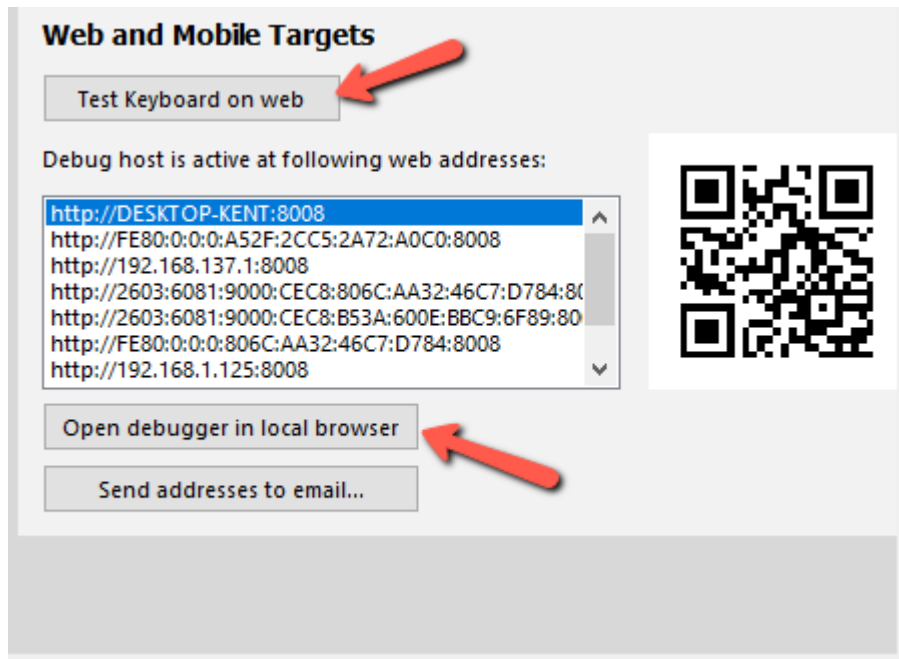 Web and Mobile Targets
Test Keyboard on web
Debug host is active at following web addresses:
http://DESKTOP-KENT:8008
http://FE80:0:0:0:A52F:2CC5:2A72:A0C0:8008
http://192.168.137.1:8008
http://2603:6081:9000:CEC8:806C:AA32:46C7:D784:80
http://2603:6081:9000:CEC8:B53A:600E:BBC9:6F89:80
http://FE80:0:0:0:806C:AA32:46C7:D784:8008
http://192.168.1.125:8008
Open debugger in local browser
Send addresses to email...